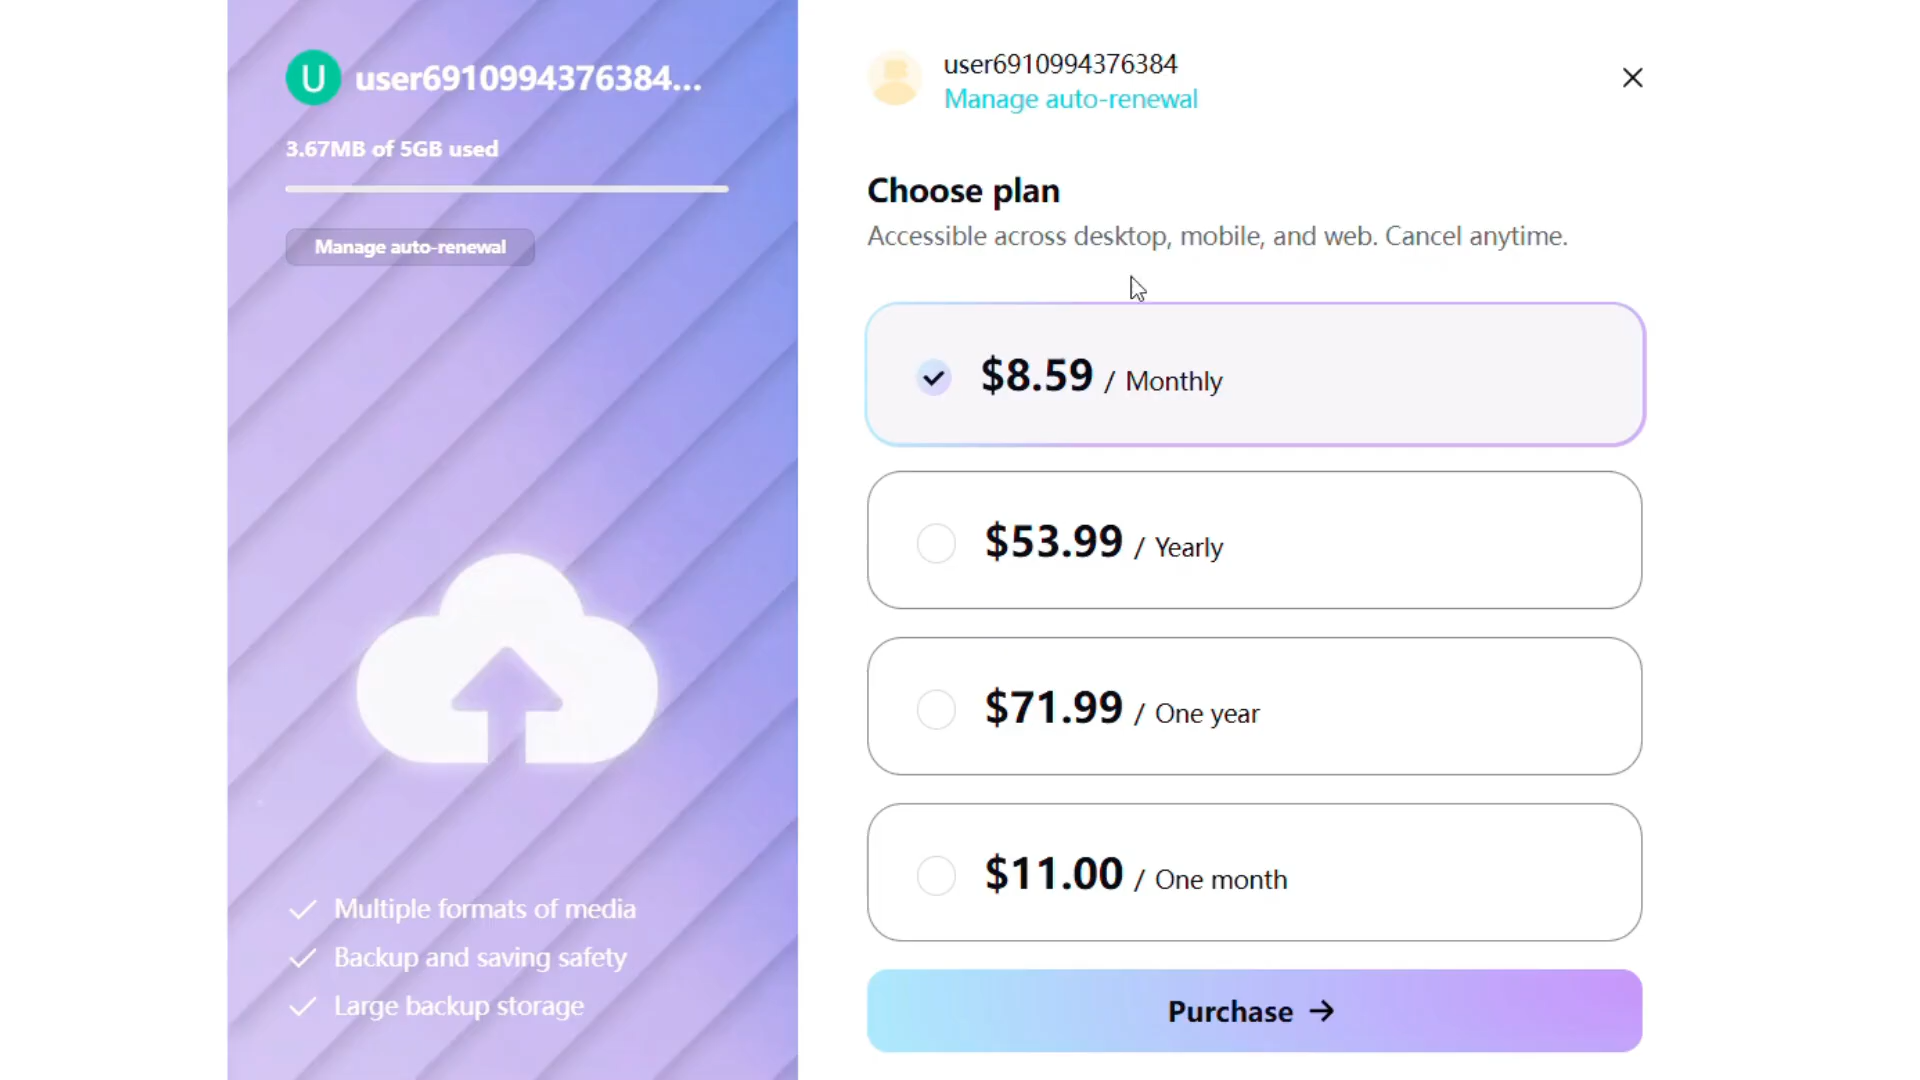 U user6910994376384...
3.67MB of 5GB used
Manage auto-renewal
Multiple formats of media
Backup and saving safety
Large backup storage
user6910994376384
Manage auto-renewal
Choose plan
Accessible across desktop, mobile, and web. Cancel anytime.
$8.59 / Monthly
$53.99 / Yearly
$71.99 / One year
$11.00 / One month
Purchase →